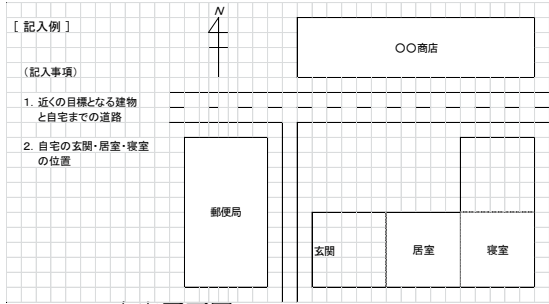 [ 記入例 ]
N
〇〇商店
(記入事項)
1. 近くの目標となる建物
と自宅までの道路
2. 自宅の玄関・居室・寝室
の位置
郵便局
玄関
居室
寝室